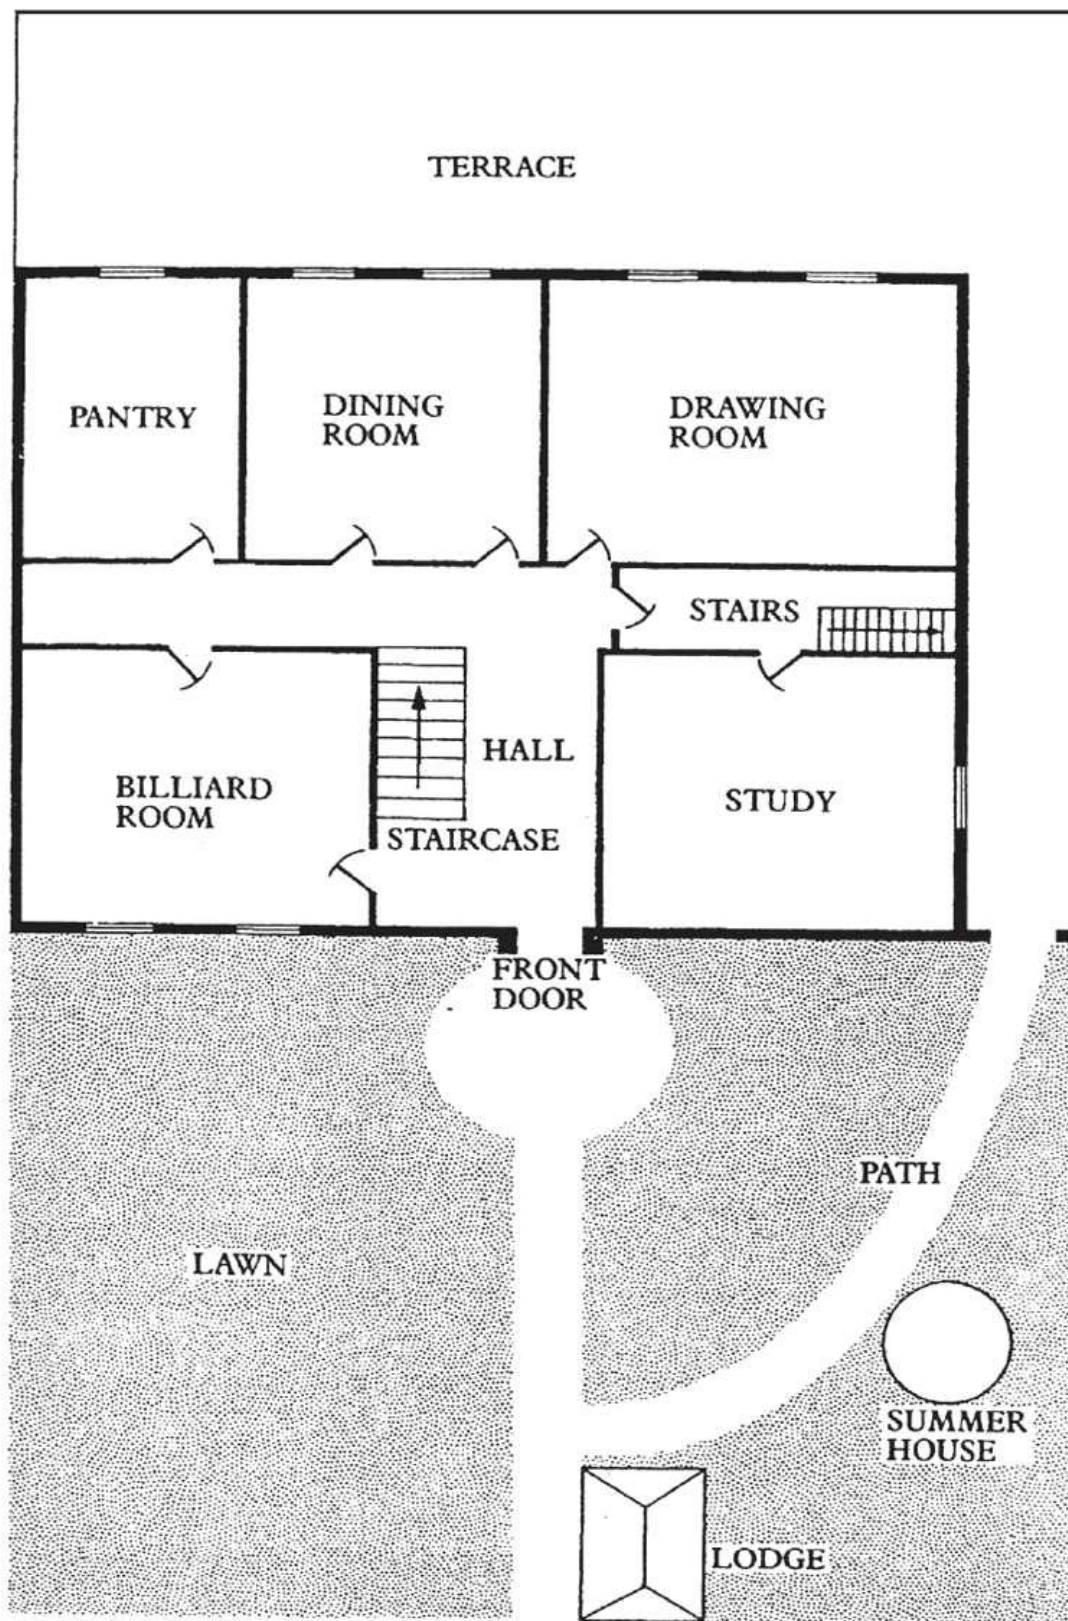 TERRACE
PANTRY
DINING
ROOM
DRAWING
ROOM
STAIRS
BILLIARD
ROOM
HALL
STAIRCASE
STUDY
FRONT
DOOR
PATH
LAWN
SUMMER
HOUSE
LODGE